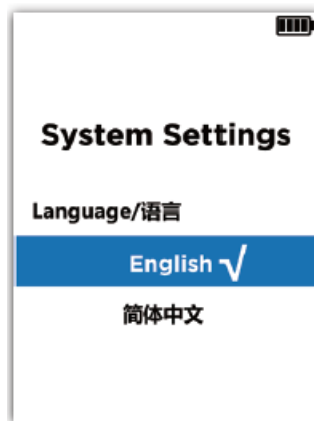 System Settings
Language/语言
English √
简体中文